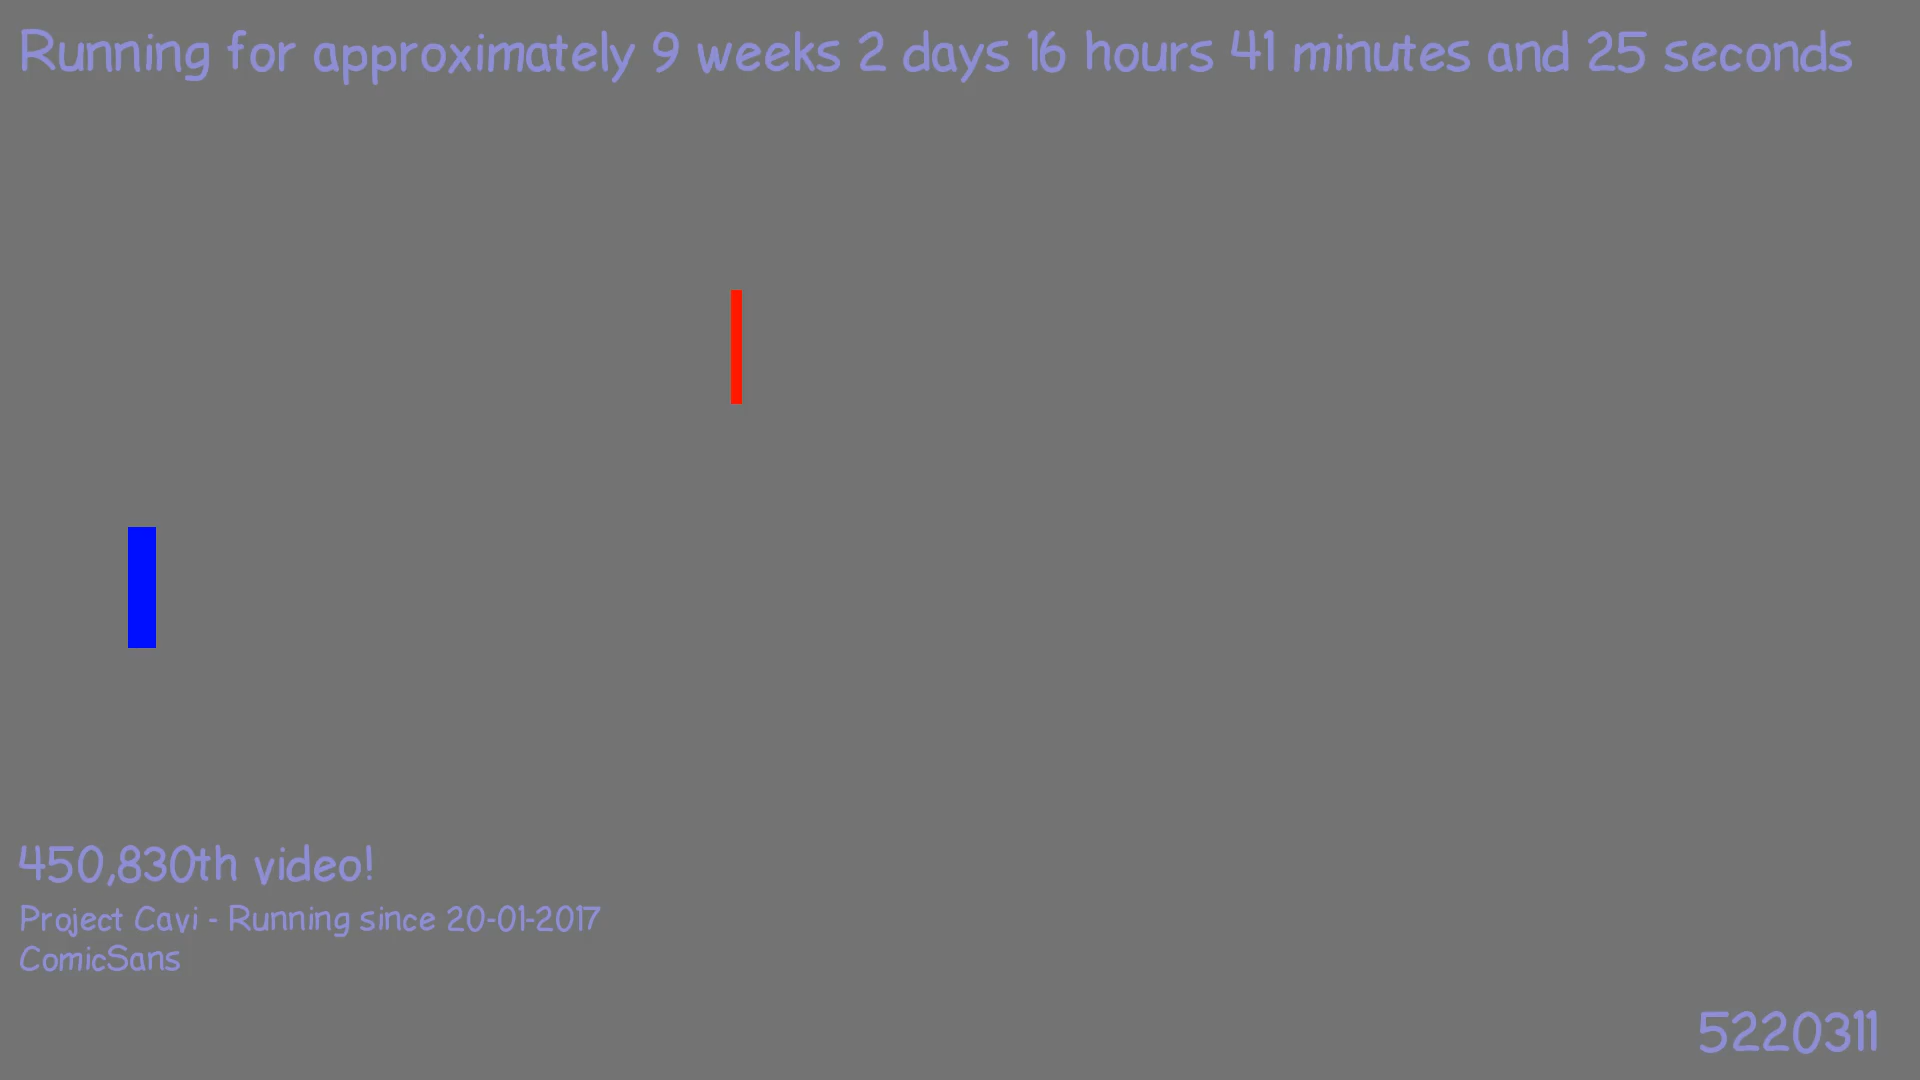 Running for approximately 9 weeks 2 days 16 hours 41 minutes and 25 seconds
450,830th video!
Project Cavi - Running since 20-01-2017
ComicSans
5220311